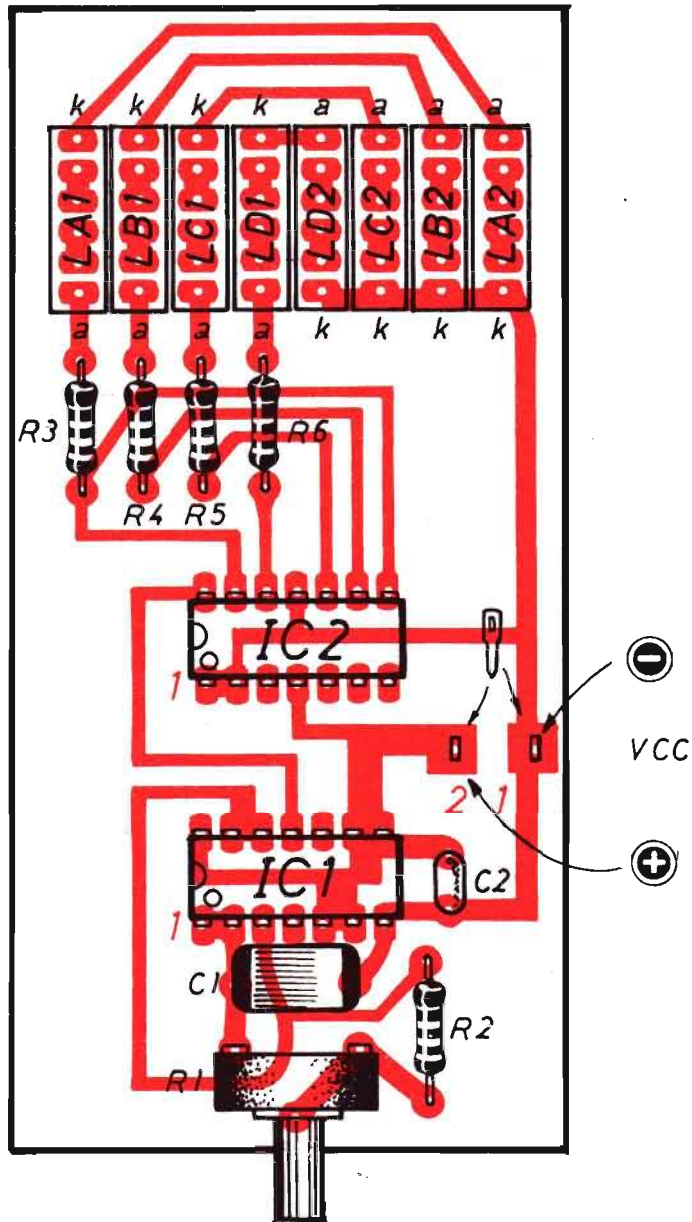 k k k k a a a a
LA1 LB1 LC1 LD1 LD2 LC2 LB2 LA2
a a a a k k k k
R3 R6
R4 R5
IC2
1
−
VCC
2 1
+
IC1 C2
1
C1
R2
R1